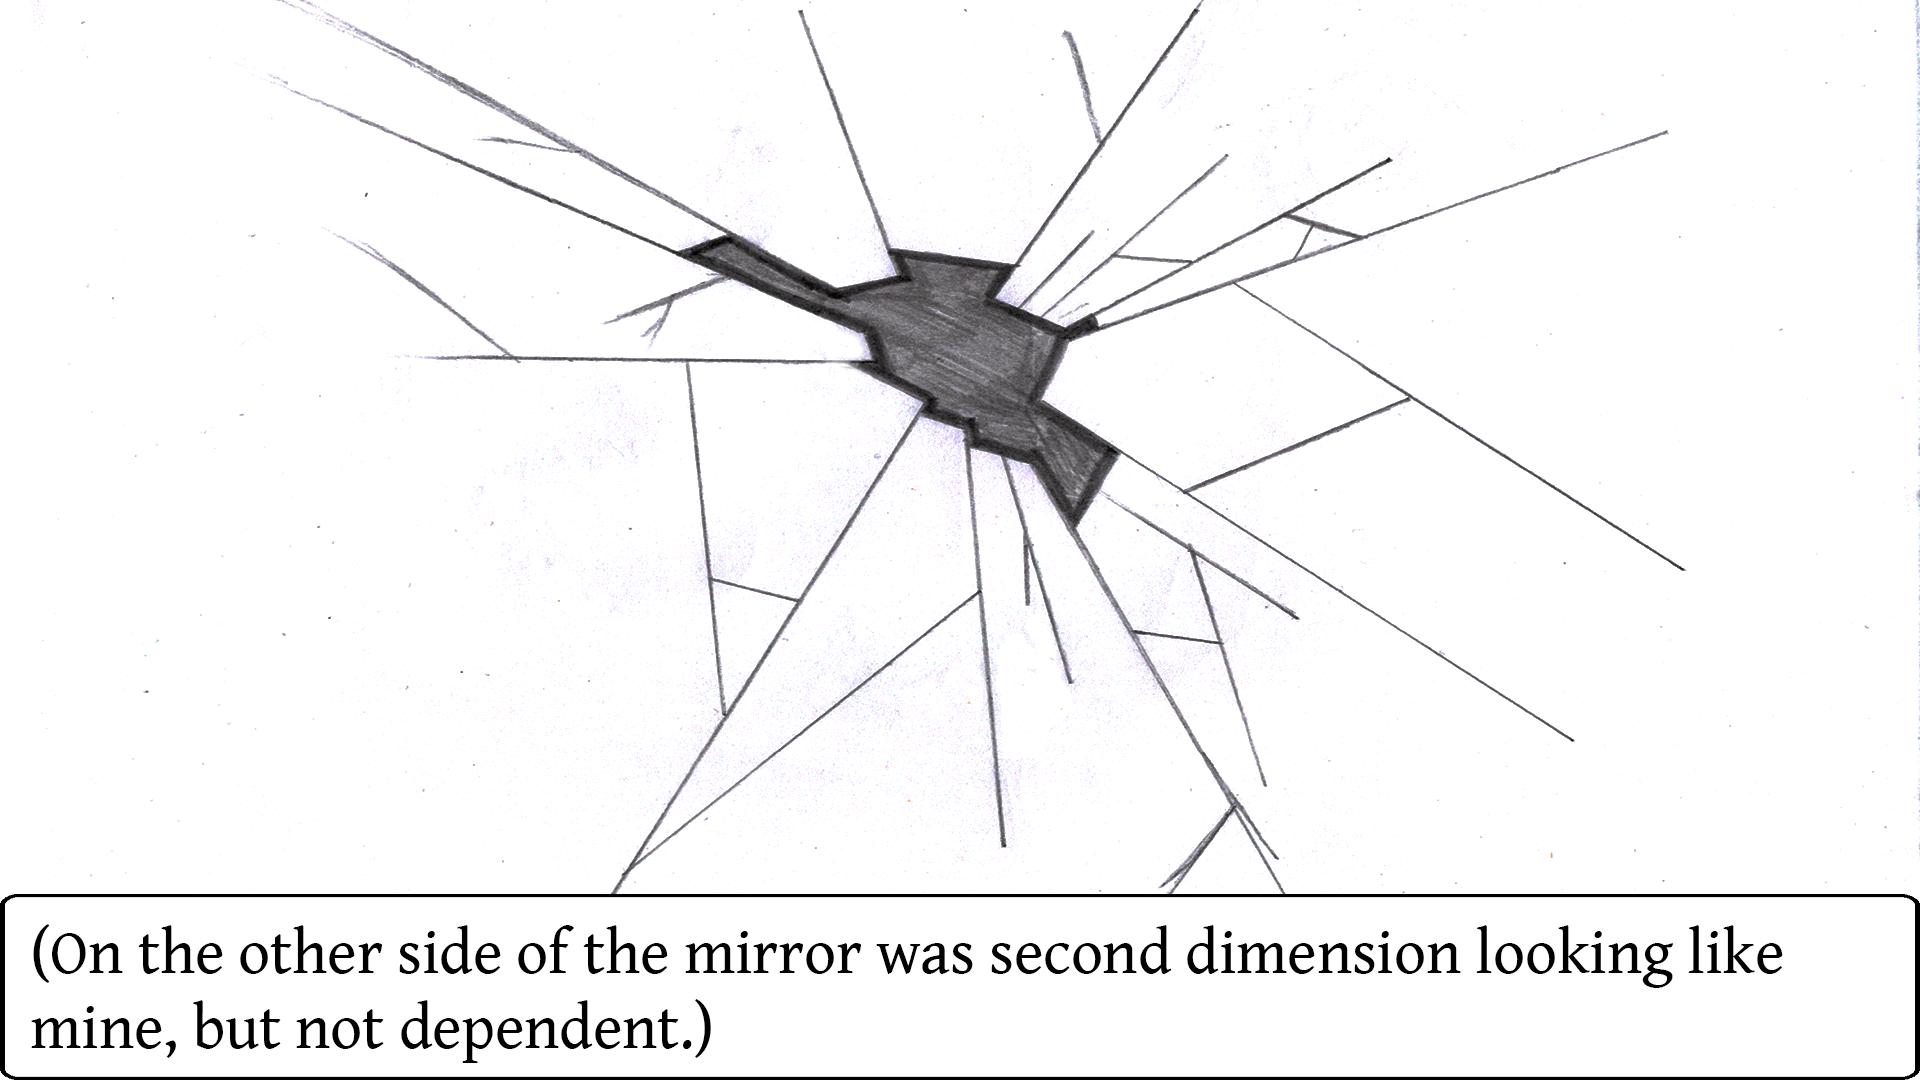 (On the other side of the mirror was second dimension looking like
mine, but not dependent.)